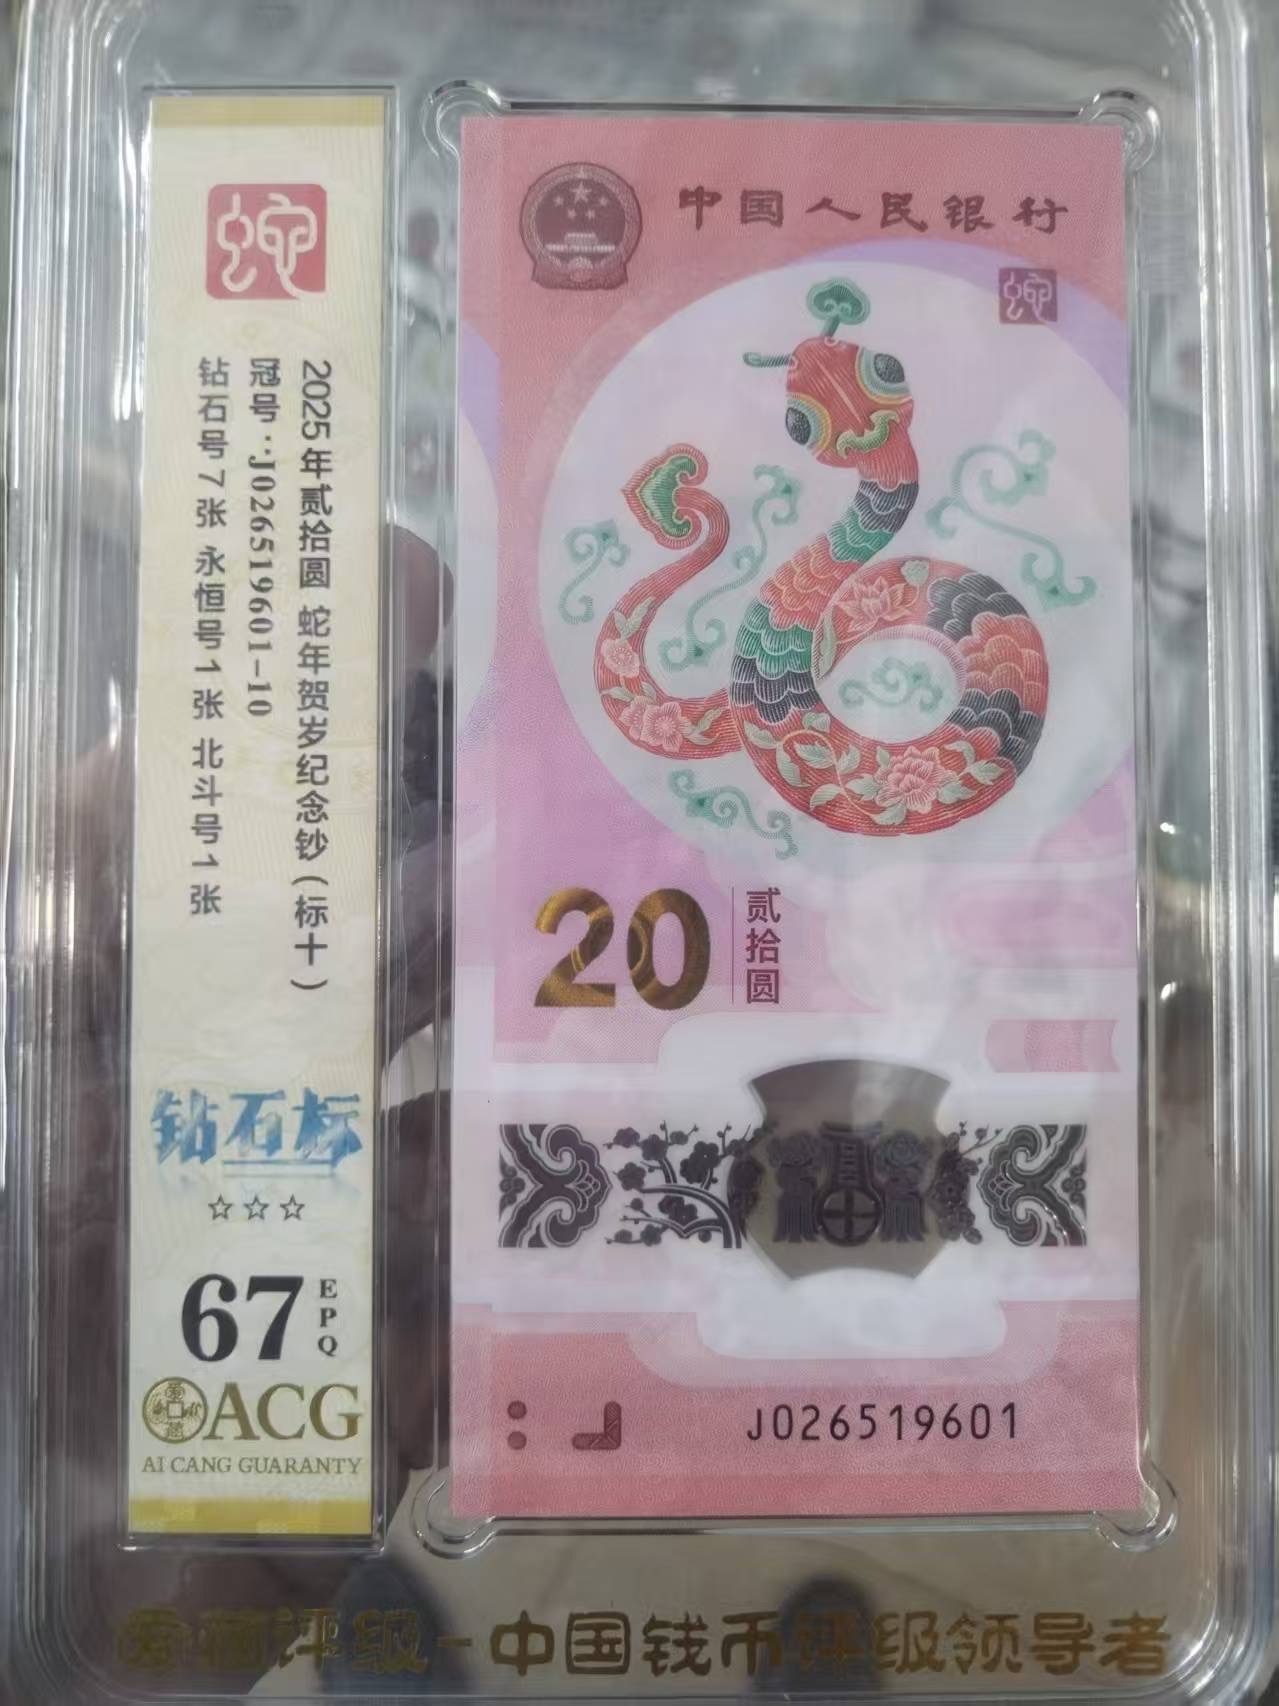 蛇
2025年贰拾圆 蛇年贺岁纪念钞(标十)
冠号:J026519601-10
钻石号7张 永恒号1张 北斗号1张
钻石标
☆☆☆
67
EPQ
ACG
AI CANG GUARANTY
中国人民银行
蛇
20
贰拾圆
J026519601
爱藏评级-中国钱币评级领导者